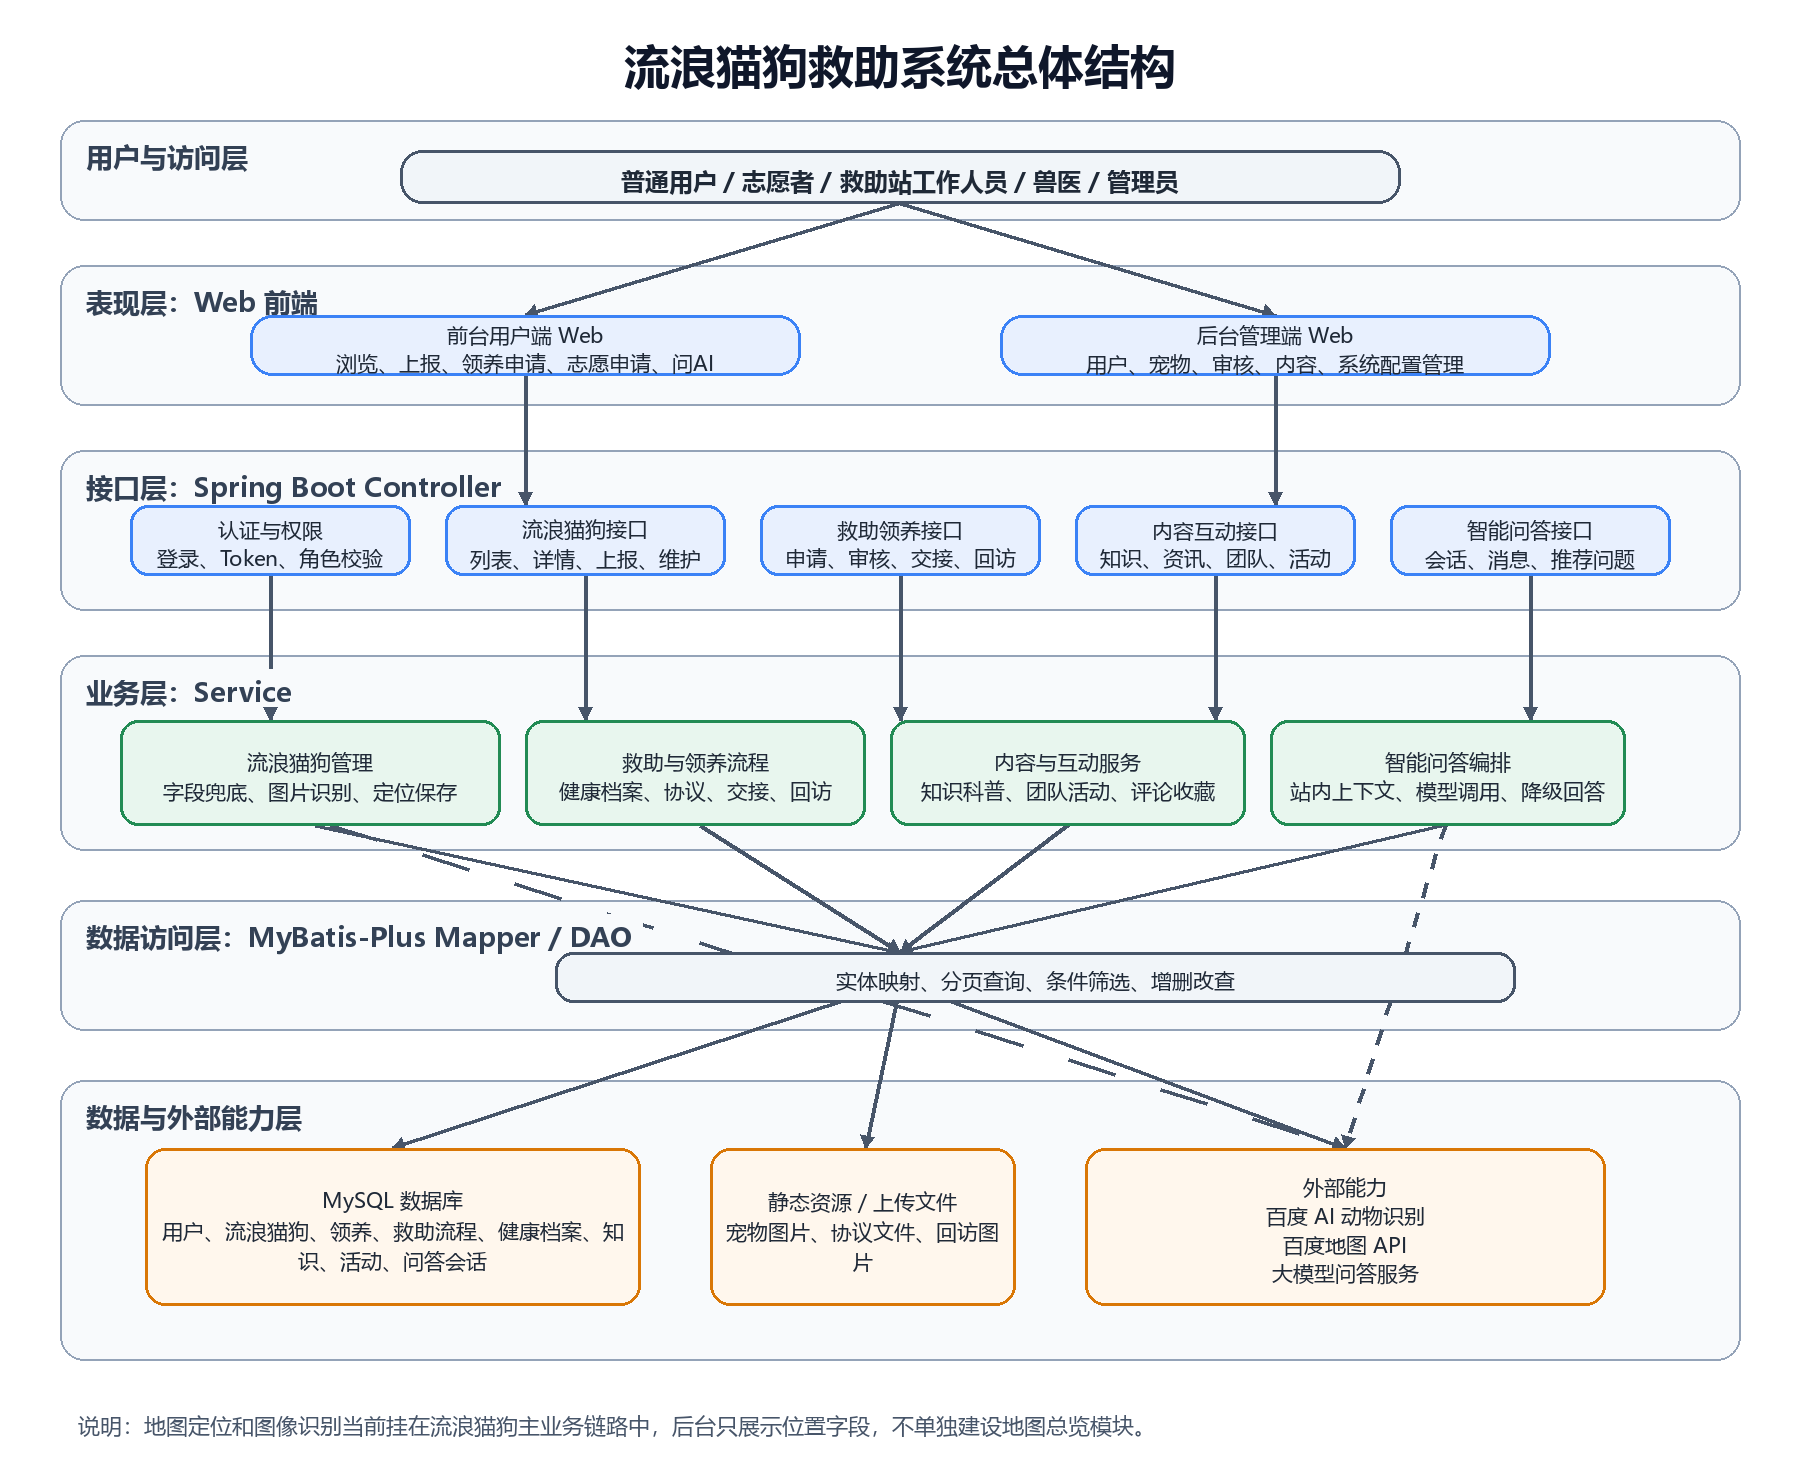 流浪猫狗救助系统总体结构
用户与访问层
普通用户 / 志愿者 / 救助站工作人员 / 兽医 / 管理员
表现层：Web 前端
前台用户端 Web
浏览、上报、领养申请、志愿申请、问AI
后台管理端 Web
用户、宠物、审核、内容、系统配置管理
接口层：Spring Boot Controller
认证与权限
登录、Token、角色校验
流浪猫狗接口
列表、详情、上报、维护
救助领养接口
申请、审核、交接、回访
内容互动接口
知识、资讯、团队、活动
智能问答接口
会话、消息、推荐问题
业务层：Service
流浪猫狗管理
字段兜底、图片识别、定位保存
救助与领养流程
健康档案、协议、交接、回访
内容与互动服务
知识科普、团队活动、评论收藏
智能问答编排
站内上下文、模型调用、降级回答
数据访问层：MyBatis-Plus Mapper / DAO
实体映射、分页查询、条件筛选、增删改查
数据与外部能力层
MySQL 数据库
用户、流浪猫狗、领养、救助流程、健康档案、知
识、活动、问答会话
静态资源 / 上传文件
宠物图片、协议文件、回访图
片
外部能力
百度 AI 动物识别
百度地图 API
大模型问答服务
说明：地图定位和图像识别当前挂在流浪猫狗主业务链路中，后台只展示位置字段，不单独建设地图总览模块。